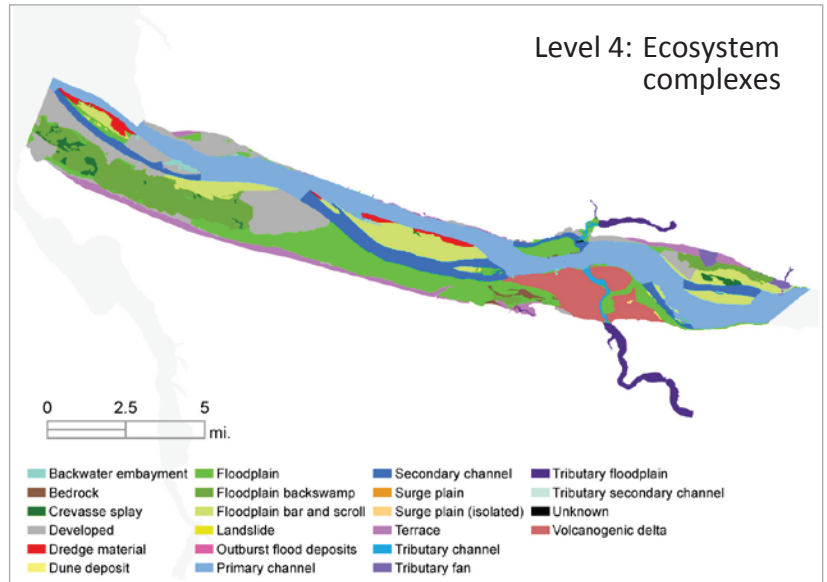 Level 4: Ecosystem
complexes
0 2.5 5
mi.
Backwater embayment
Bedrock
Crevasse splay
Developed
Dredge material
Dune deposit
Floodplain
Floodplain backswamp
Floodplain bar and scroll
Landslide
Outburst flood deposits
Primary channel
Secondary channel
Surge plain
Surge plain (isolated)
Terrace
Tributary channel
Tributary fan
Tributary floodplain
Tributary secondary channel
Unknown
Volcanogenic delta